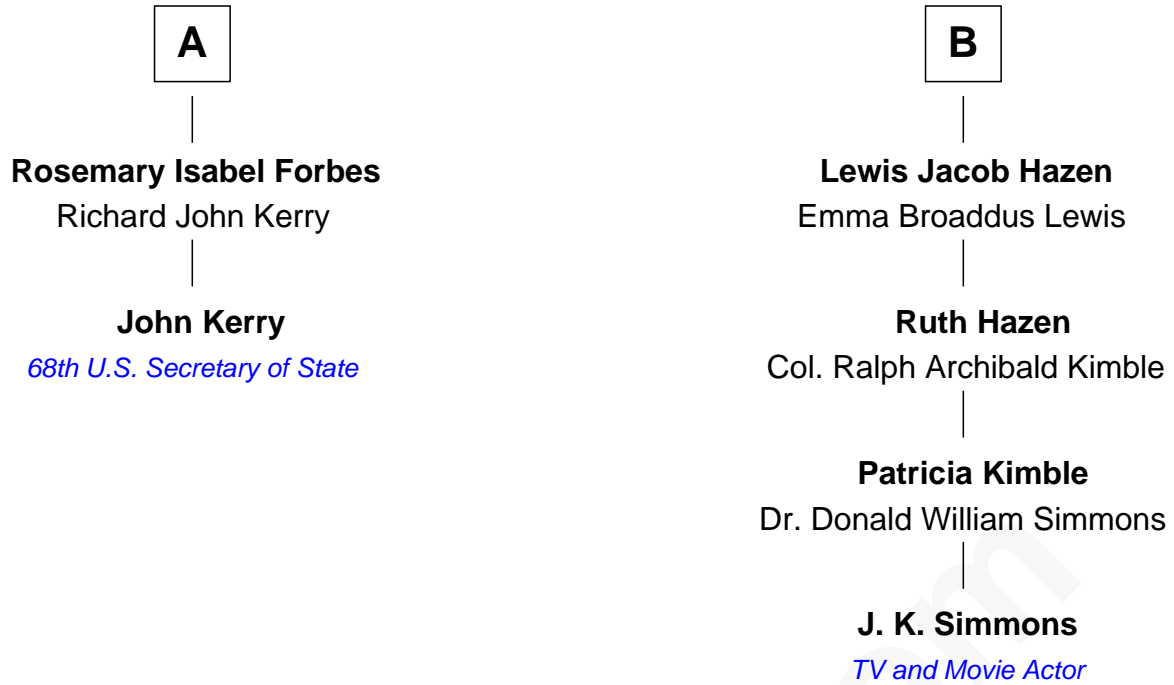 A
Rosemary Isabel Forbes
Richard John Kerry
John Kerry
68th U.S. Secretary of State
B
Lewis Jacob Hazen
Emma Broaddus Lewis
Ruth Hazen
Col. Ralph Archibald Kimble
Patricia Kimble
Dr. Donald William Simmons
J. K. Simmons
TV and Movie Actor